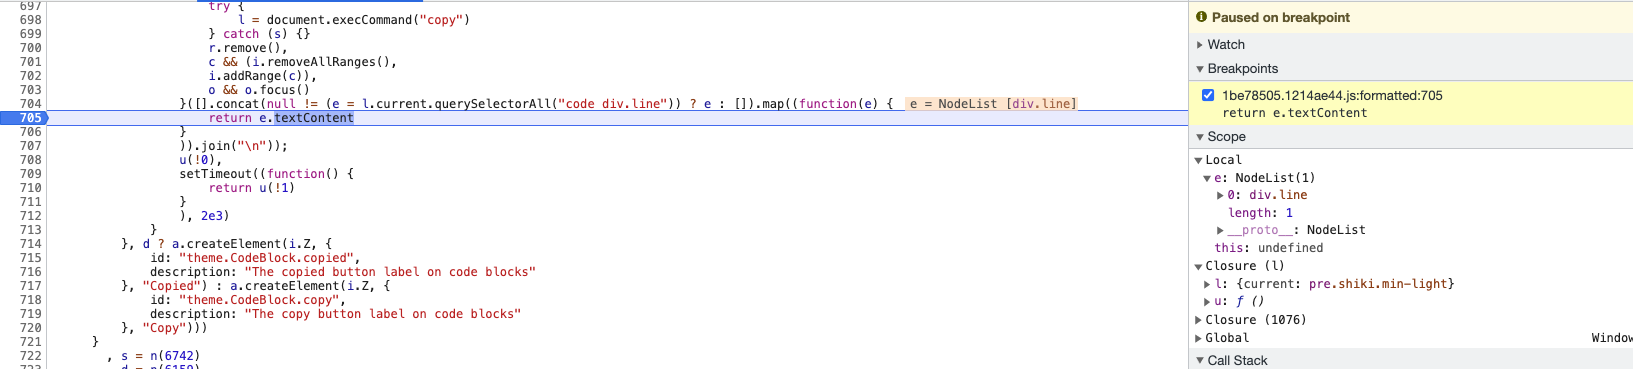 697 try {
698 l = document.execCommand("copy")
699 } catch (s) {}
700 r.remove(),
701 c && (i.removeAllRanges(),
702 i.addRange(c)),
703 o && o.focus()
704 }([].concat(null != (e = l.current.querySelectorAll("code div.line")) ? e : []).map((function(e) { e = NodeList [div.line]
705 return e.textContent
706 }
707 )).join("\n"));
708 u(!0),
709 setTimeout((function() {
710 return u(!1)
711 }
712 ), 2e3)
713 }
714 }, d ? a.createElement(i.Z, {
715 id: "theme.CodeBlock.copied",
716 description: "The copied button label on code blocks"
717 }, "Copied") : a.createElement(i.Z, {
718 id: "theme.CodeBlock.copy",
719 description: "The copy button label on code blocks"
720 }, "Copy")))
721 }
722 , s = n(6742)
723 d = n(6159)
Paused on breakpoint
Watch
Breakpoints
1be78505.1214ae44.js:formatted:705
return e.textContent
Scope
Local
e: NodeList(1)
0: div.line
length: 1
__proto__: NodeList
this: undefined
Closure (l)
l: {current: pre.shiki.min-light}
u: ƒ ()
Closure (1076)
Global Window
Call Stack